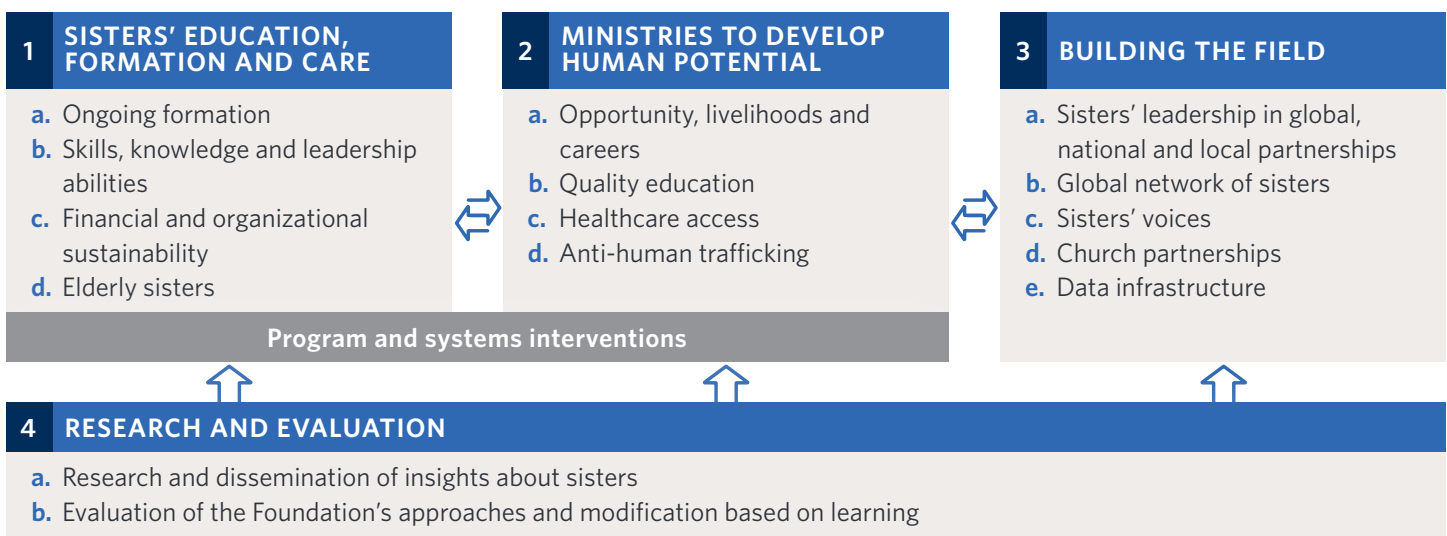 1 SISTERS’ EDUCATION,
FORMATION AND CARE
a. Ongoing formation
b. Skills, knowledge and leadership
abilities
c. Financial and organizational
sustainability
d. Elderly sisters
2 MINISTRIES TO DEVELOP
HUMAN POTENTIAL
a. Opportunity, livelihoods and
careers
b. Quality education
c. Healthcare access
d. Anti-human trafficking
Program and systems interventions
3 BUILDING THE FIELD
a. Sisters’ leadership in global,
national and local partnerships
b. Global network of sisters
c. Sisters’ voices
d. Church partnerships
e. Data infrastructure
4 RESEARCH AND EVALUATION
a. Research and dissemination of insights about sisters
b. Evaluation of the Foundation’s approaches and modification based on learning